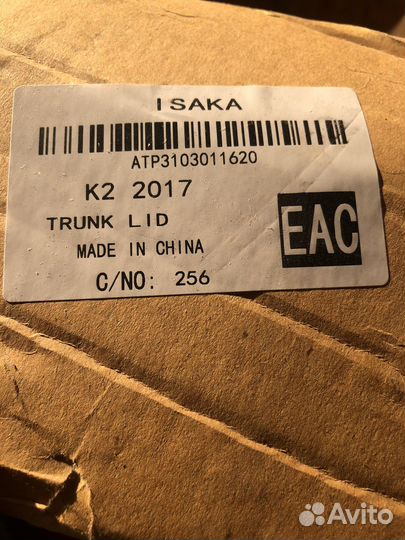 ISAKA
ATP3103011620
K2 2017
TRUNK LID
MADE IN CHINA
EAC
C/NO: 256
Avito